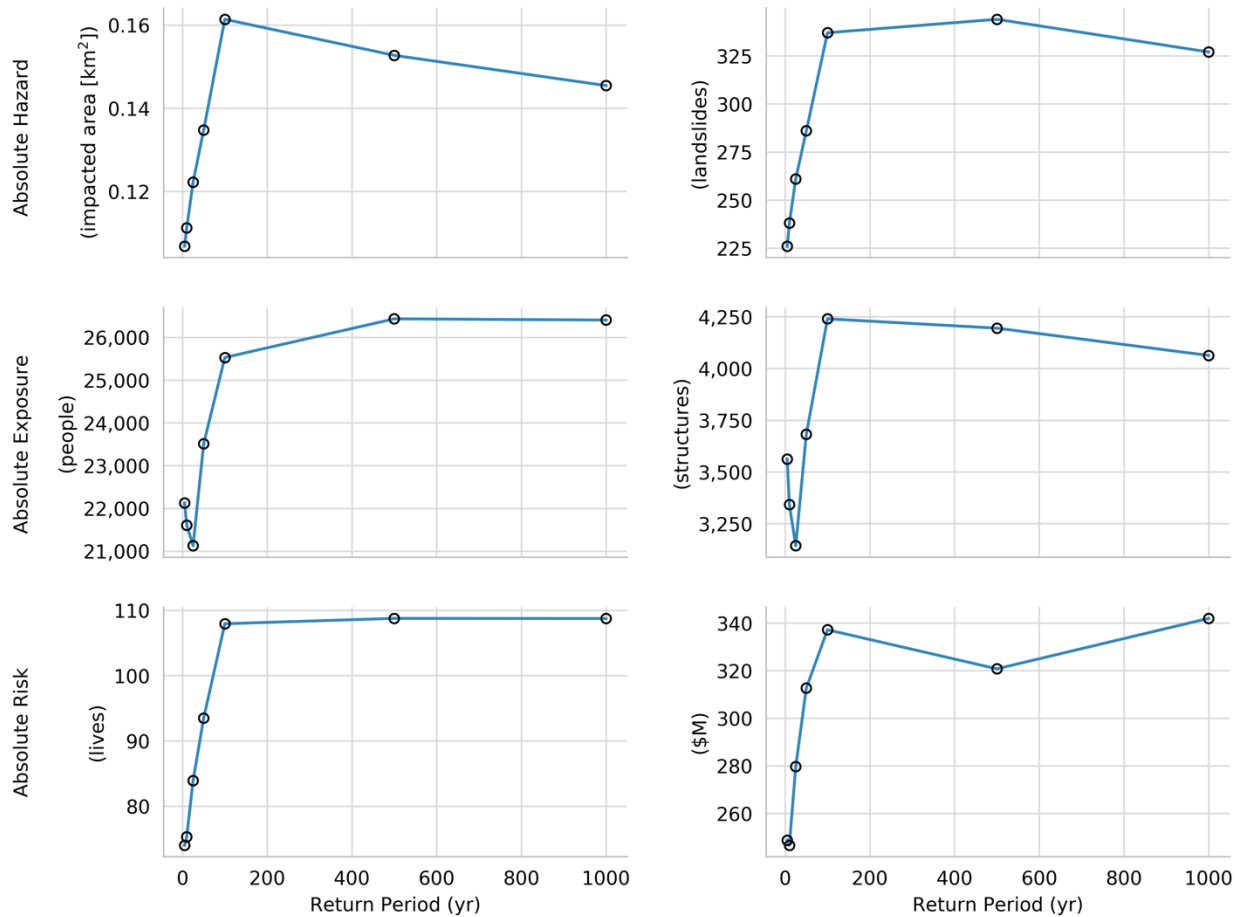 Absolute Hazard
(impacted area [km²])
0.16
0.14
0.12
(landslides)
325
300
275
250
225
Absolute Exposure
(people)
26,000
25,000
24,000
23,000
22,000
21,000
(structures)
4,250
4,000
3,750
3,500
3,250
Absolute Risk
(lives)
110
100
90
80
0 200 400 600 800 1000
Return Period (yr)
($M)
340
320
300
280
260
0 200 400 600 800 1000
Return Period (yr)